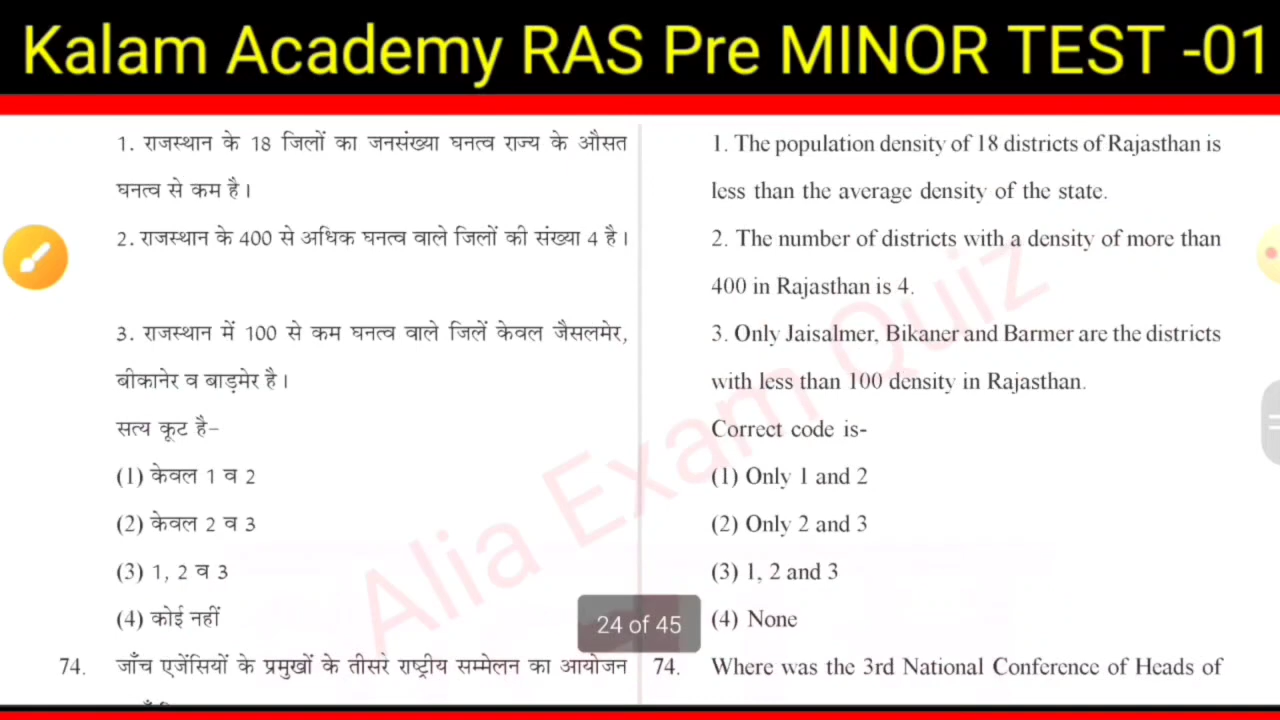 Kalam Academy RAS Pre MINOR TEST -01
1. राजस्थान के 18 जिलों का जनसंख्या घनत्व राज्य के औसत
घनत्व से कम है।
2. राजस्थान के 400 से अधिक घनत्व वाले जिलों की संख्या 4 है।
3. राजस्थान में 100 से कम घनत्व वाले जिलें केवल जैसलमेर,
बीकानेर व बाड़मेर है।
सत्य कूट है-
(1) केवल 1 व 2
(2) केवल 2 व 3
(3) 1, 2 व 3
(4) कोई नहीं
74. जाँच एजेंसियों के प्रमुखों के तीसरे राष्ट्रीय सम्मेलन का आयोजन
1. The population density of 18 districts of Rajasthan is
less than the average density of the state.
2. The number of districts with a density of more than
400 in Rajasthan is 4.
3. Only Jaisalmer, Bikaner and Barmer are the districts
with less than 100 density in Rajasthan.
Correct code is-
(1) Only 1 and 2
(2) Only 2 and 3
(3) 1, 2 and 3
(4) None
74. Where was the 3rd National Conference of Heads of
24 of 45
Alia Exam Quiz